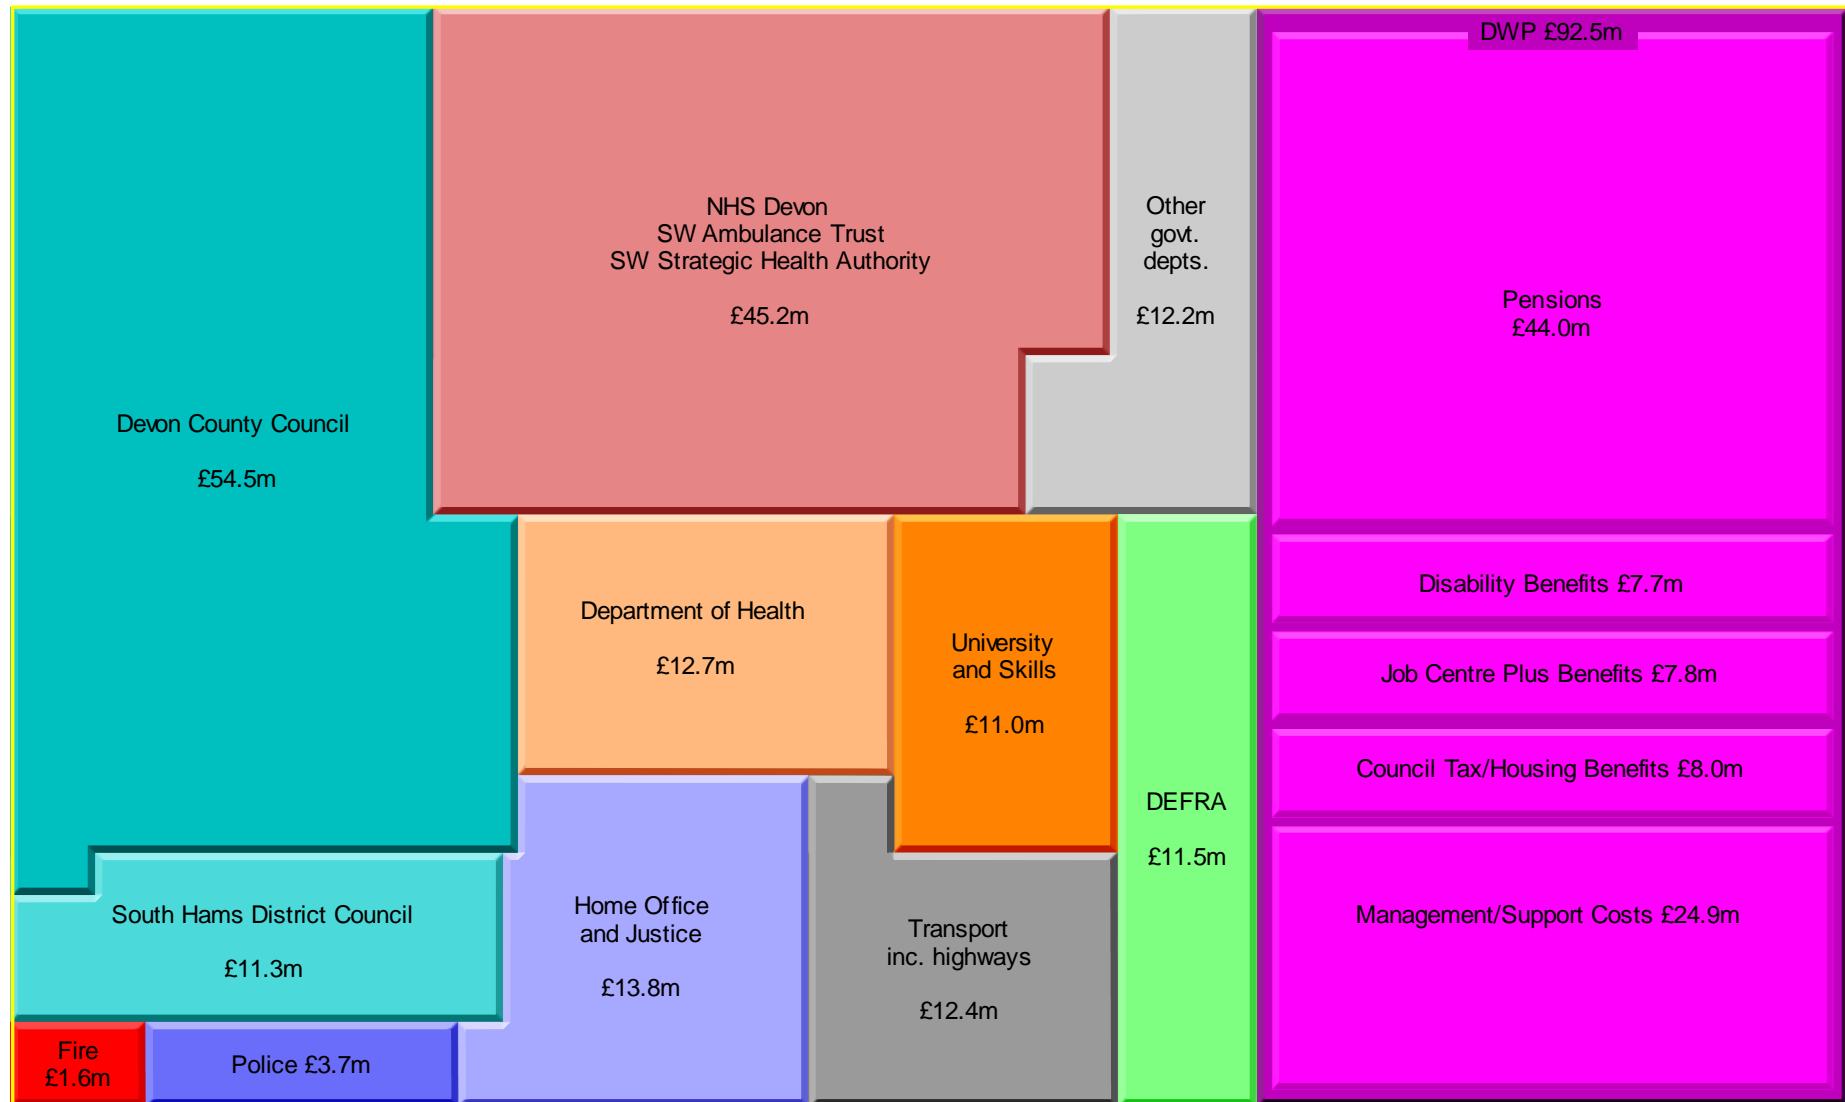 DWP £92.5m
NHS Devon
SW Ambulance Trust
SW Strategic Health Authority
£45.2m
Other
govt.
depts.
£12.2m
Pensions
£44.0m
Devon County Council
£54.5m
Department of Health
£12.7m
University
and Skills
£11.0m
Disability Benefits £7.7m
Job Centre Plus Benefits £7.8m
Council Tax/Housing Benefits £8.0m
DEFRA
£11.5m
South Hams District Council
£11.3m
Home Office
and Justice
£13.8m
Transport
inc. highways
£12.4m
Management/Support Costs £24.9m
Fire
£1.6m
Police £3.7m